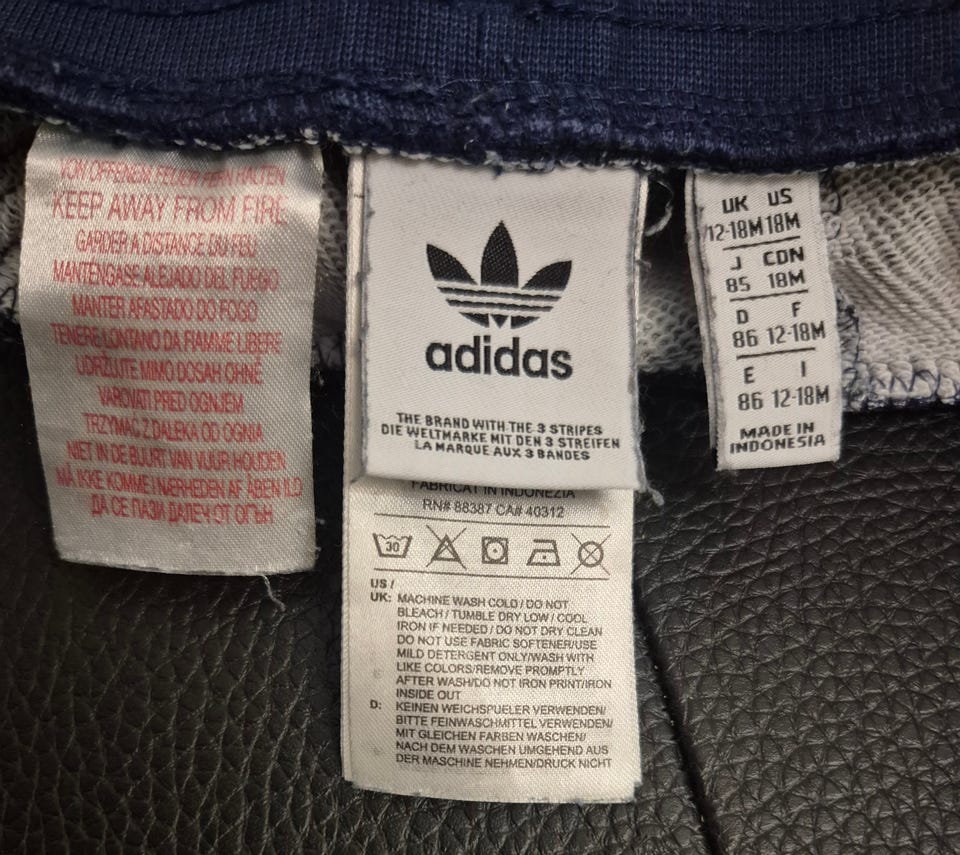 VON OFFENEM FEUER FERN HALTEN
KEEP AWAY FROM FIRE
GARDER A DISTANCE DU FEU
MANTENGASE ALEJADO DEL FUEGO
MANTER AFASTADO DO FOGO
TENERE LONTANO DA FIAMME LIBERE
UDRŽUJTE MIMO DOSAH OHNĚ
VAROVATI PRED OGNJEM
TRZYMAC Z DALEKA OD OGNIA
NIET IN DE BUURT VAN VUUR HOUDEN
MÅ IKKE KOMME I NÆRHEDEN AF ÅBEN ILD
ДА СЕ ПАЗИ ДАЛЕЧ ОТ ОГЪН
adidas
THE BRAND WITH THE 3 STRIPES
DIE WELTMARKE MIT DEN 3 STREIFEN
LA MARQUE AUX 3 BANDES
FABRICAT IN INDONEZIA
RN# 88387 CA# 40312
30
US /
UK: MACHINE WASH COLD / DO NOT
BLEACH / TUMBLE DRY LOW / COOL
IRON IF NEEDED / DO NOT DRY CLEAN
DO NOT USE FABRIC SOFTENER/USE
MILD DETERGENT ONLY/WASH WITH
LIKE COLORS/REMOVE PROMPTLY
AFTER WASH/DO NOT IRON PRINT/IRON
INSIDE OUT
D: KEINEN WEICHSPUELER VERWENDEN/
BITTE FEINWASCHMITTEL VERWENDEN/
MIT GLEICHEN FARBEN WASCHEN/
NACH DEM WASCHEN UMGEHEND AUS
DER MASCHINE NEHMEN/DRUCK NICHT
UK US
12-18M 18M
J CDN
85 18M
D F
86 12-18M
E I
86 12-18M
MADE IN
INDONESIA